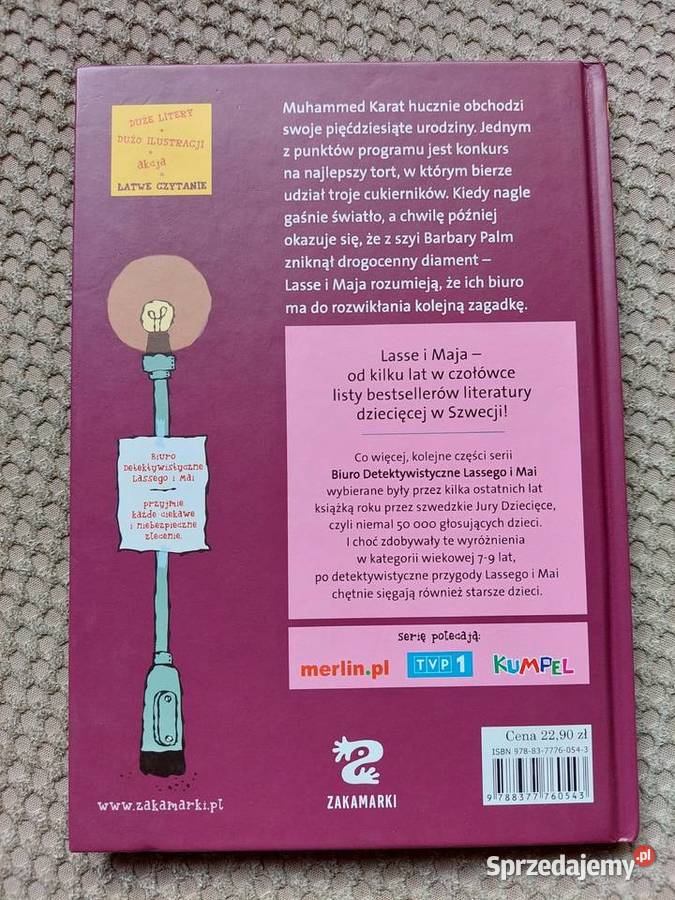 DUŻE LITERY
DUŻO ILUSTRACJI
akcja
ŁATWE CZYTANIE
Muhammed Karat hucznie obchodzi
swoje pięćdziesiąte urodziny. Jednym
z punktów programu jest konkurs
na najlepszy tort, w którym bierze
udział troje cukierników. Kiedy nagle
gaśnie światło, a chwilę później
okazuje się, że z szyi Barbary Palm
zniknął drogocenny diament –
Lasse i Maja rozumieją, że ich biuro
ma do rozwikłania kolejną zagadkę.
Lasse i Maja –
od kilku lat w czołówce
listy bestsellerów literatury
dziecięcej w Szwecji!
Co więcej, kolejne części serii
Biuro Detektywistyczne Lassego i Mai
wybierane były przez kilka ostatnich lat
książką roku przez szwedzkie Jury Dziecięce,
czyli niemal 50 000 głosujących dzieci.
I choć zdobywały te wyróżnienia
w kategorii wiekowej 7-9 lat,
po detektywistyczne przygody Lassego i Mai
chętnie sięgają również starsze dzieci.
Biuro
Detektywistyczne
Lassego i Mai
przyjmie
każde ciekawe
i niebezpieczne
zlecenie.
Serię polecają:
merlin.pl
TVP1
KUMPEL
Cena 22,90 zł
ISBN 978-83-7776-054-3
9 788377 760543
www.zakamarki.pl
ZAKAMARKI
Sprzedajemy.pl